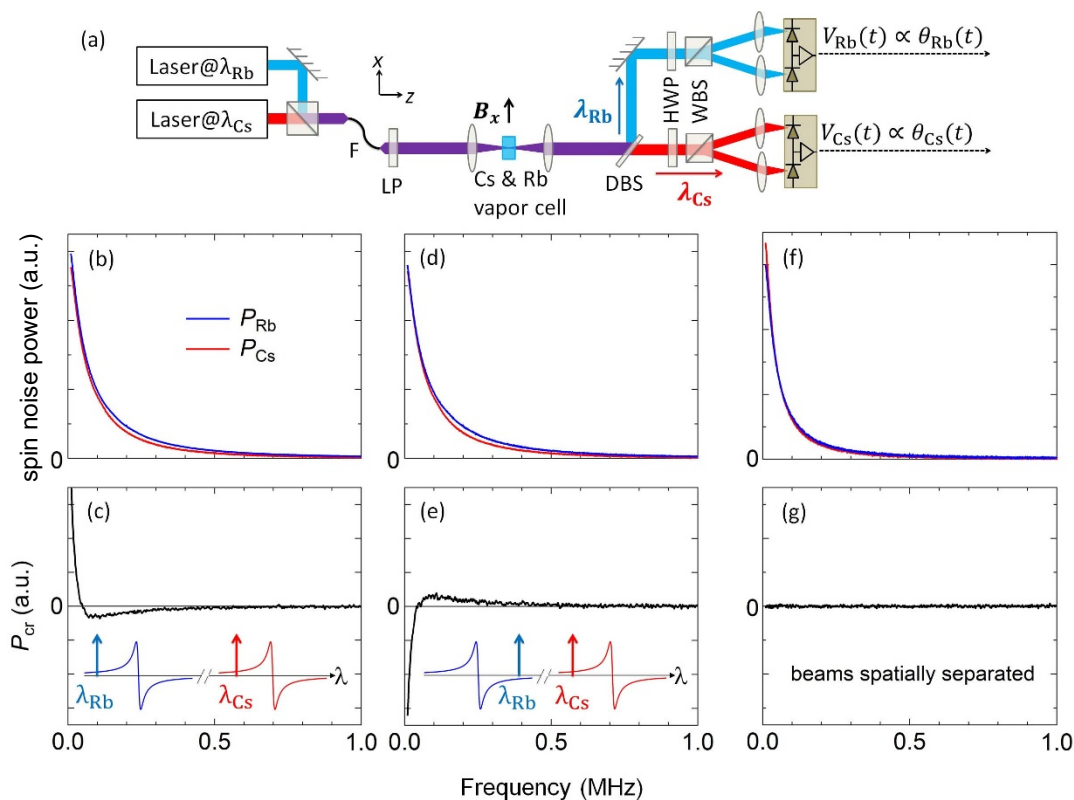 (a)
Laser@λRb
Laser@λCs
x
z
F
LP
Bx
Cs & Rb
vapor cell
λRb
DBS
λCs
HWP
WBS
VRb(t) ∝ θRb(t)
HWP
WBS
VCs(t) ∝ θCs(t)
spin noise power (a.u.)
0
(b)
PRb
PCs
(d)
0
(f)
0
Pcr (a.u.)
0
(c)
λRb
λCs
λ
0.0
0.5
1.0
(e)
0
λRb
λCs
λ
0.0
0.5
1.0
(g)
0
beams spatially separated
0.0
0.5
1.0
Frequency (MHz)